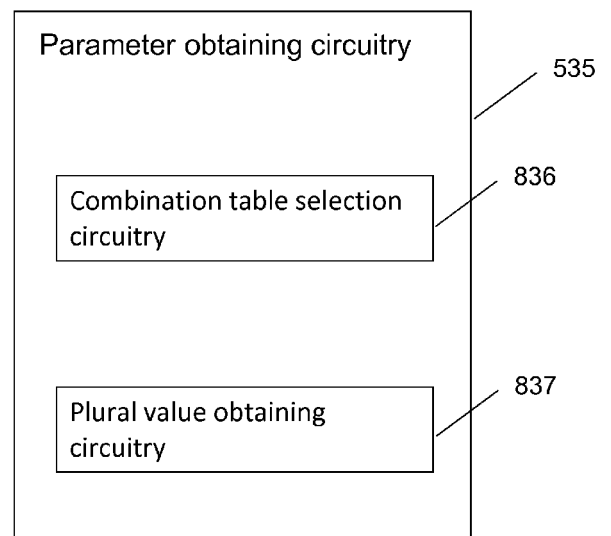 Parameter obtaining circuitry
535
836
Combination table selection
circuitry
837
Plural value obtaining
circuitry